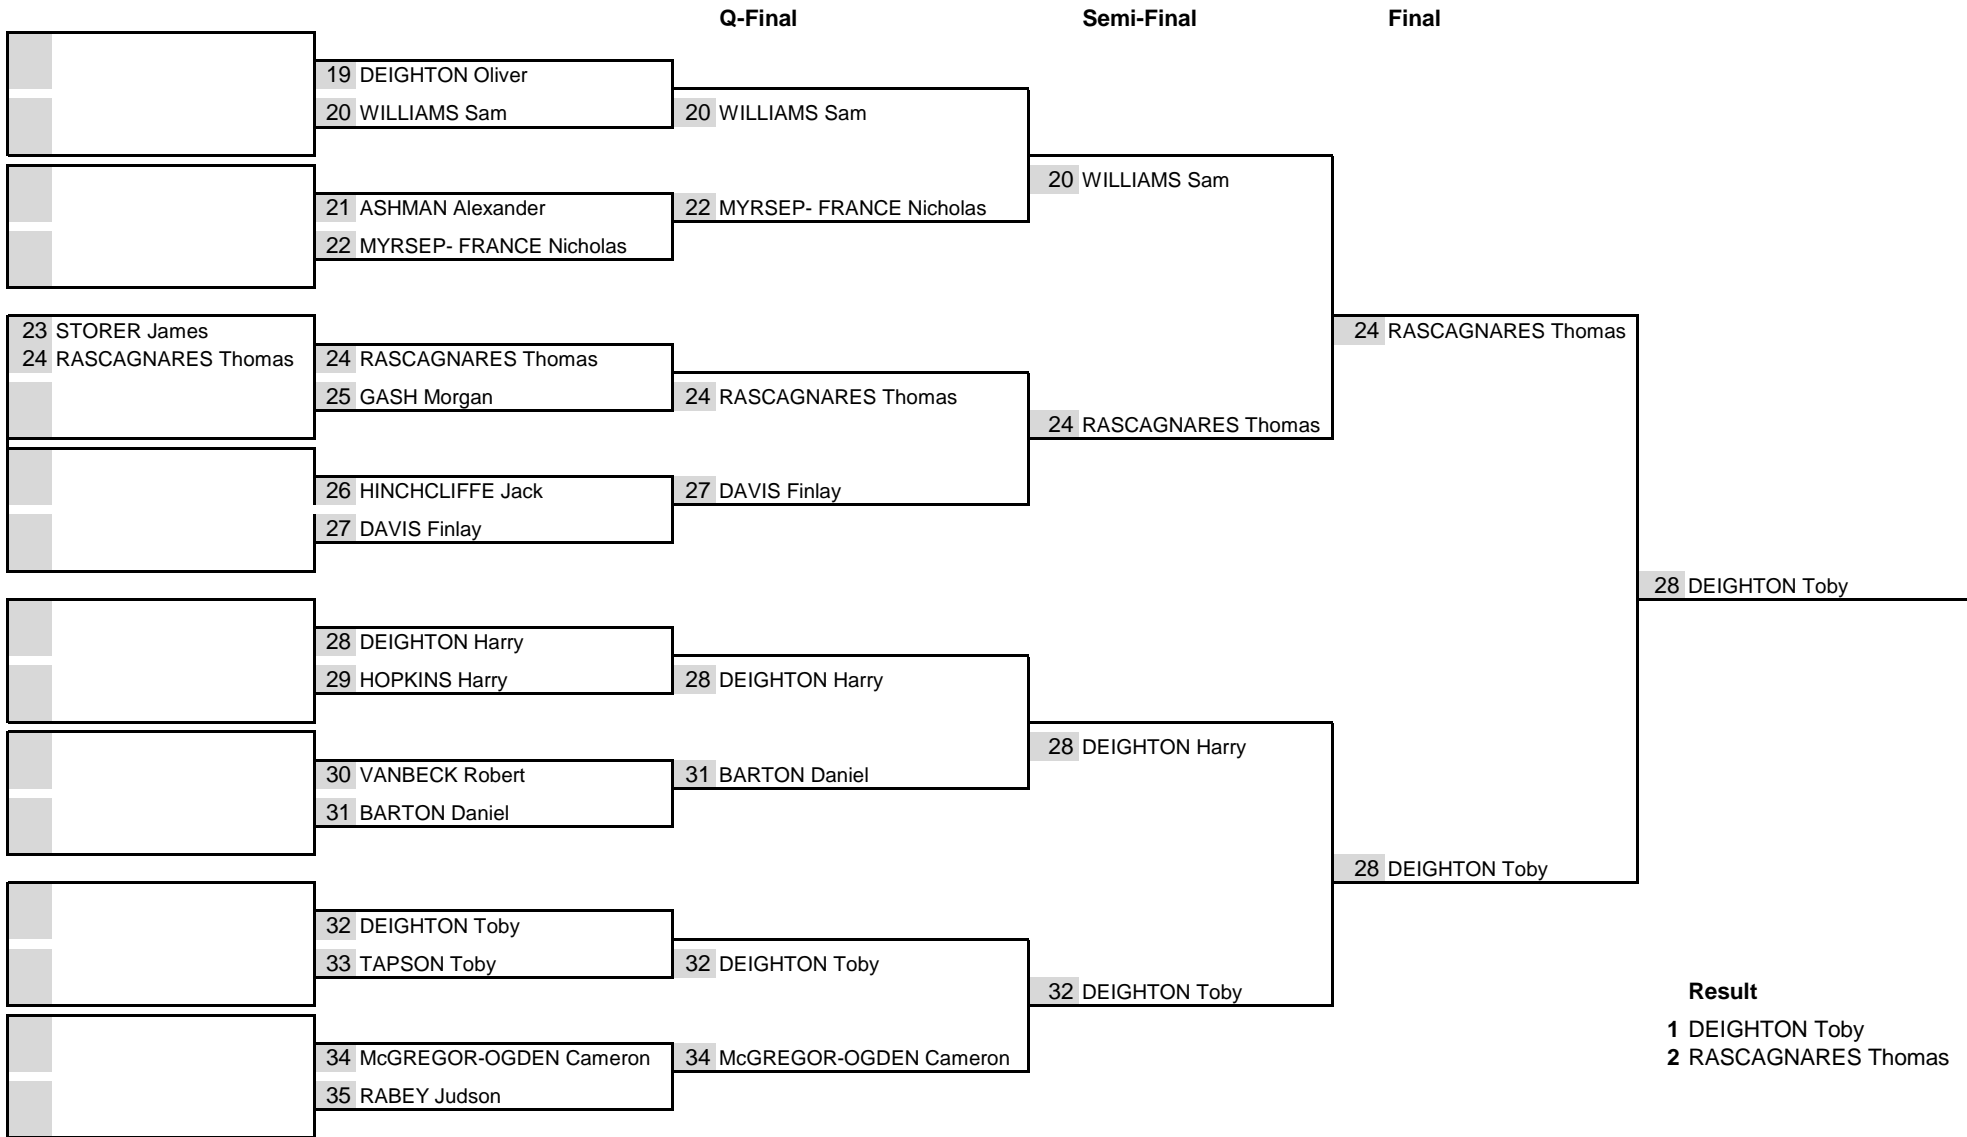 Q-Final Semi-Final Final
19 DEIGHTON Oliver
20 WILLIAMS Sam 20 WILLIAMS Sam
20 WILLIAMS Sam
21 ASHMAN Alexander 22 MYRSEP- FRANCE Nicholas
22 MYRSEP- FRANCE Nicholas
23 STORER James 24 RASCAGNARES Thomas
24 RASCAGNARES Thomas 24 RASCAGNARES Thomas
25 GASH Morgan 24 RASCAGNARES Thomas
24 RASCAGNARES Thomas
26 HINCHCLIFFE Jack 27 DAVIS Finlay
27 DAVIS Finlay
28 DEIGHTON Toby
28 DEIGHTON Harry
29 HOPKINS Harry 28 DEIGHTON Harry
28 DEIGHTON Harry
30 VANBECK Robert 31 BARTON Daniel
31 BARTON Daniel
28 DEIGHTON Toby
32 DEIGHTON Toby
33 TAPSON Toby 32 DEIGHTON Toby
32 DEIGHTON Toby Result
1 DEIGHTON Toby
34 McGREGOR-OGDEN Cameron 34 McGREGOR-OGDEN Cameron 2 RASCAGNARES Thomas
35 RABEY Judson